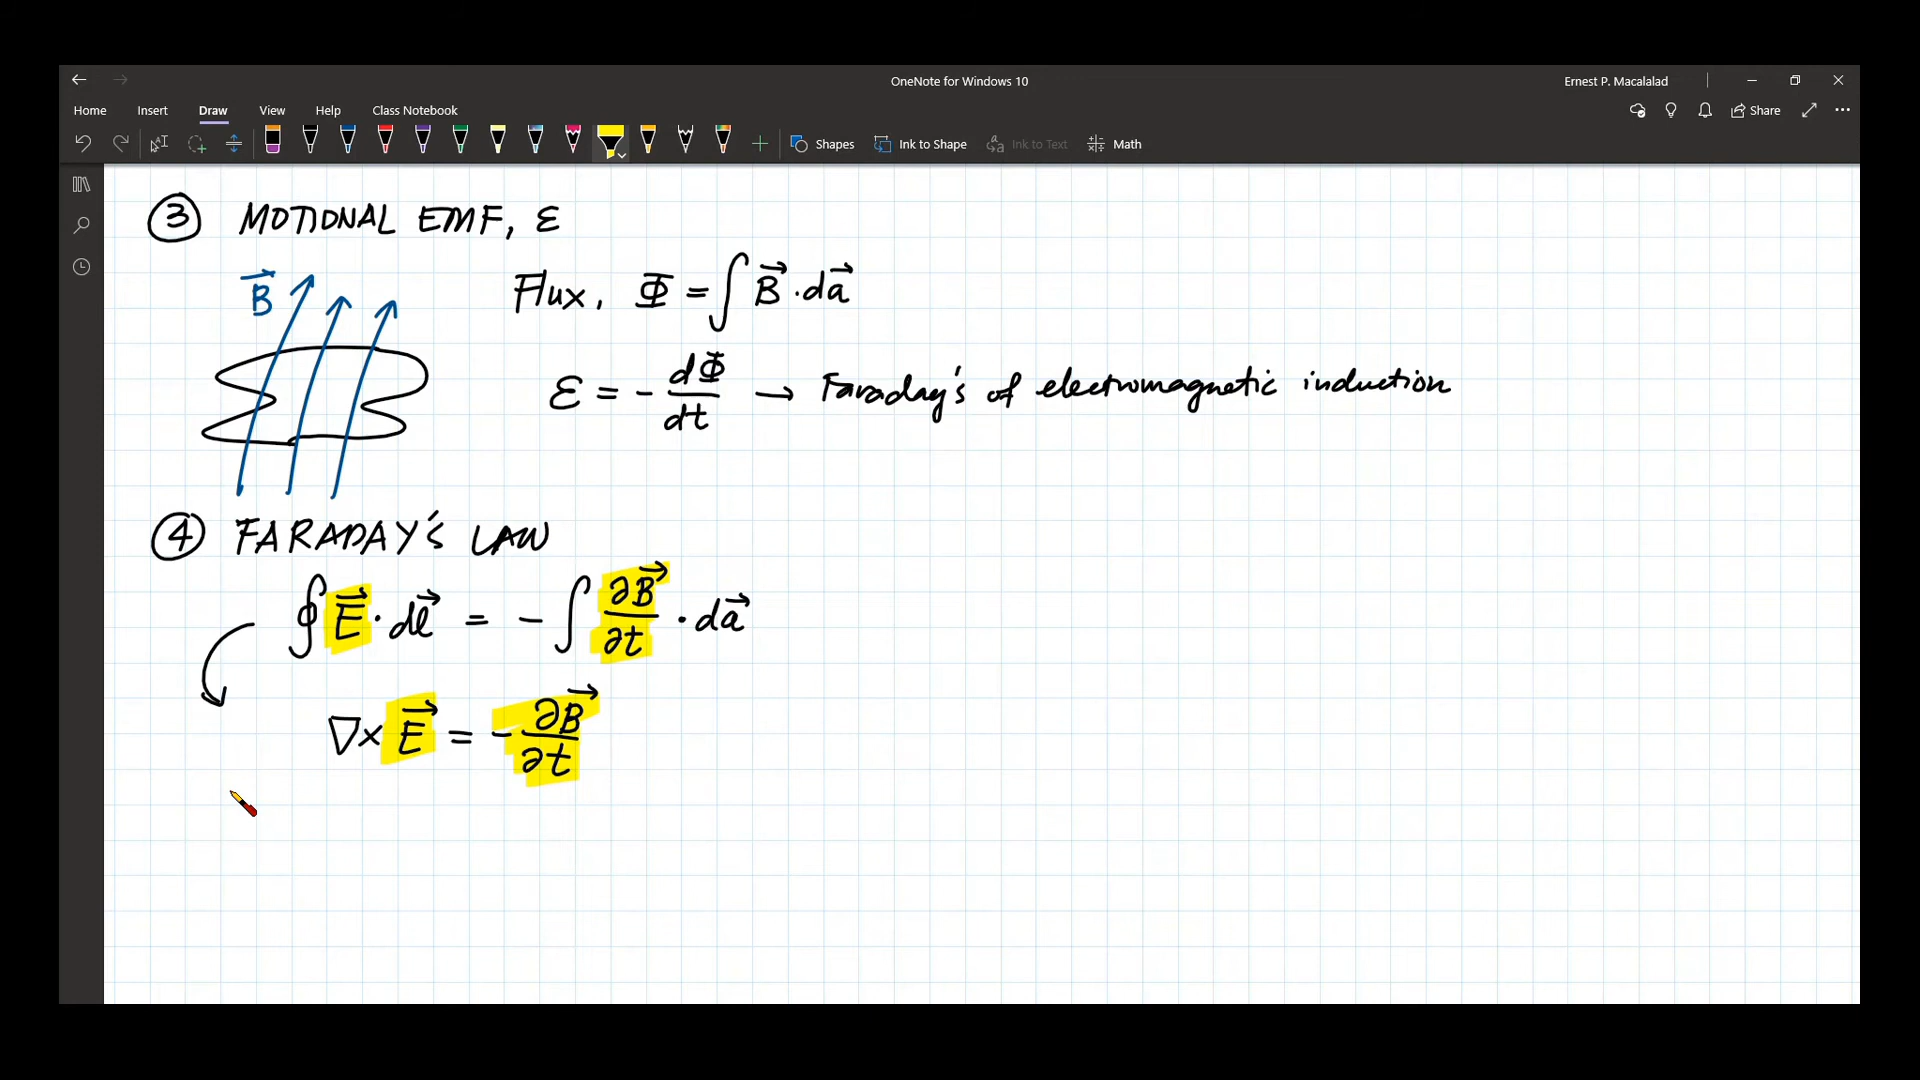 OneNote for Windows 10
Ernest P. Macalalad
Home Insert Draw View Help Class Notebook
Share
Shapes Ink to Shape Ink to Text Math
③ MOTIONAL EMF, ε
B⃗
Flux, Φ = ∫ B⃗ · da⃗
ε = - dΦ/dt → Faraday's of electromagnetic induction
④ FARADAY'S LAW
∮ E⃗ · dl⃗ = - ∫ ∂B⃗/∂t · da⃗
∇× E⃗ = - ∂B⃗/∂t